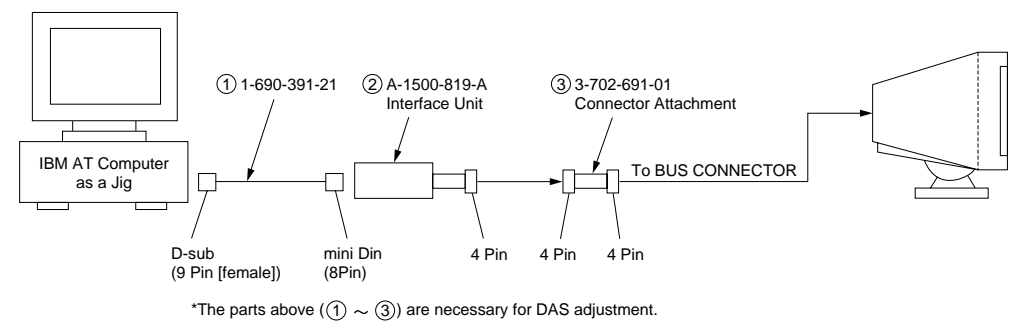 ① 1-690-391-21
② A-1500-819-A
Interface Unit
③ 3-702-691-01
Connector Attachment
IBM AT Computer
as a Jig
To BUS CONNECTOR
D-sub
(9 Pin [female])
mini Din
(8Pin)
4 Pin
4 Pin
4 Pin
*The parts above (① ~ ③) are necessary for DAS adjustment.